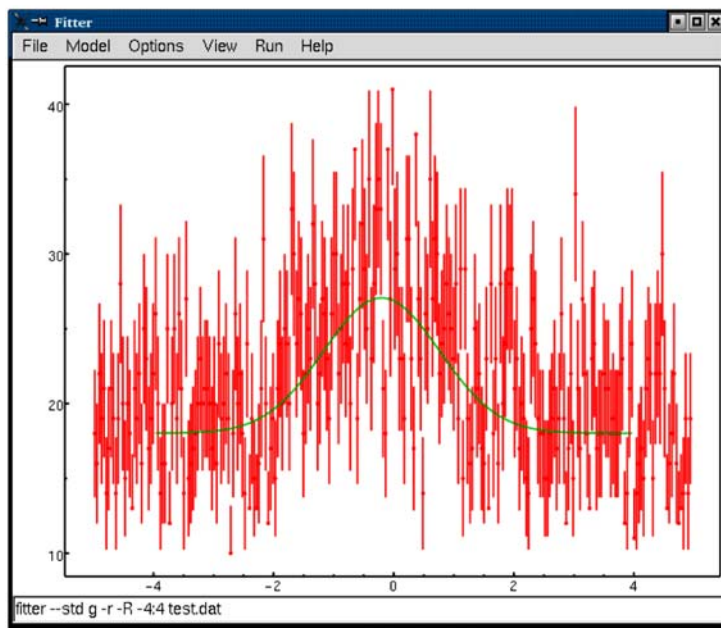 Fitter
File Model Options View Run Help
40
30
20
10
-4 -2 0 2 4
fitter --std g -r -R -4:4 test.dat